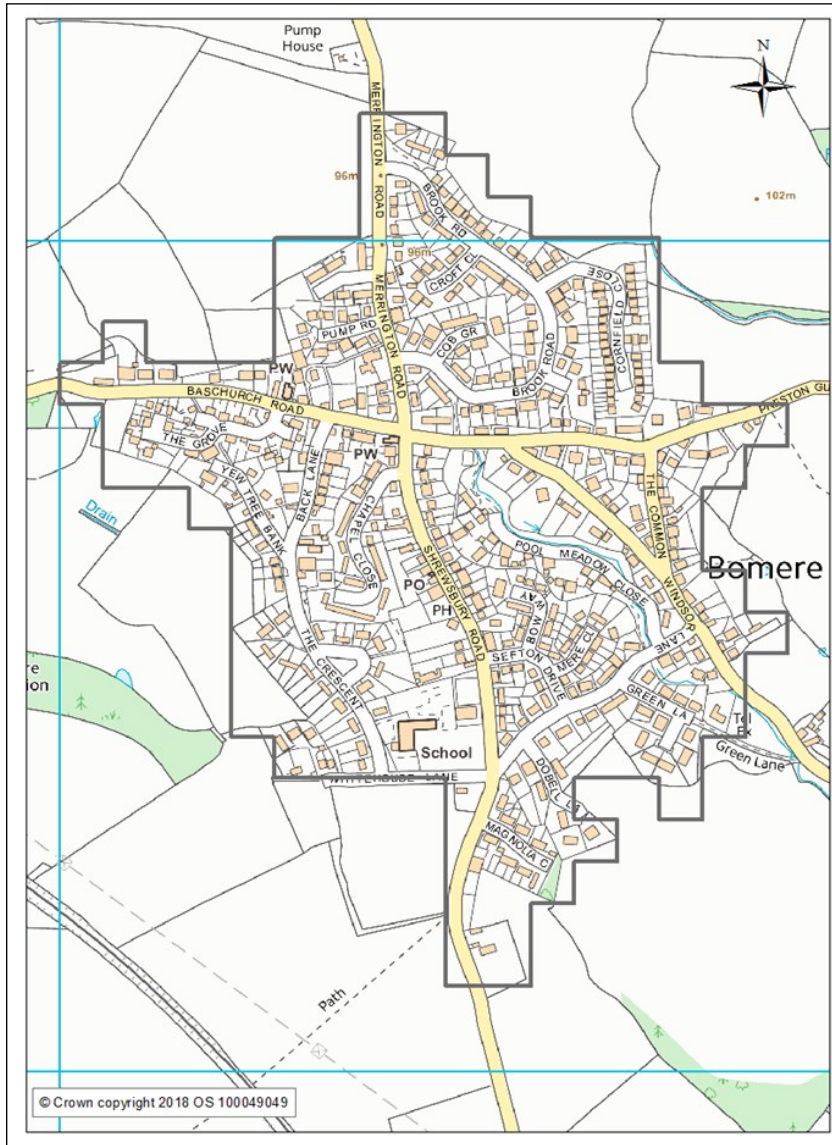 Pump
House
N
MERRINGTON ROAD
96m
102m
BROOK RD
96m
CROFT CL
CORNFIELD CLOSE
MERRINGTON ROAD
PUMP RD
COB GR
PW
BROOK ROAD
BASCHURCH ROAD
PRESTON GU
THE GROVE
PW
BACK LANE
YEW TREE BANK
CHAPEL CLOSE
THE COMMON
Drain
SHREWSBURY ROAD
POOL MEADOW CLOSE
Bomere
PO
PH
BOW WAY
MERE CL
WINDSOR
LANE
SEFTON DRIVE
THE CRESCENT
re
ion
GREEN LA
Tel
Ex
School
Green Lane
WHITEHOUSE LANE
DOBELL LA
MAGNOLIA C
Path
© Crown copyright 2018 OS 100049049